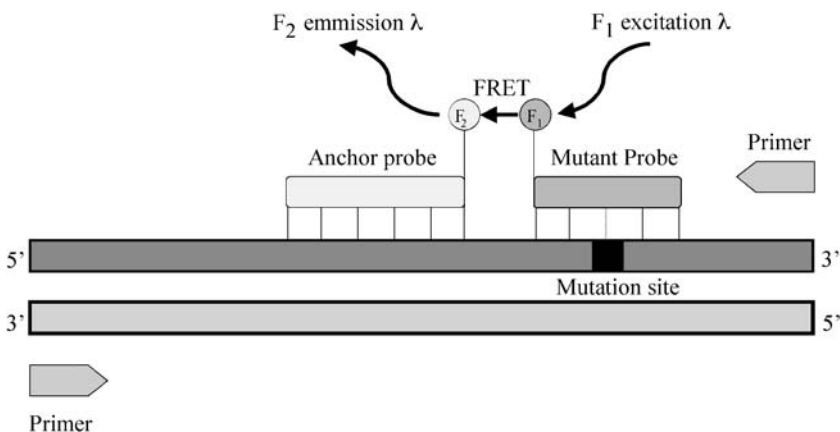 F2 emmission λ
F1 excitation λ
FRET
F2
F1
Primer
Anchor probe
Mutant Probe
5’
3’
Mutation site
3’
5’
Primer